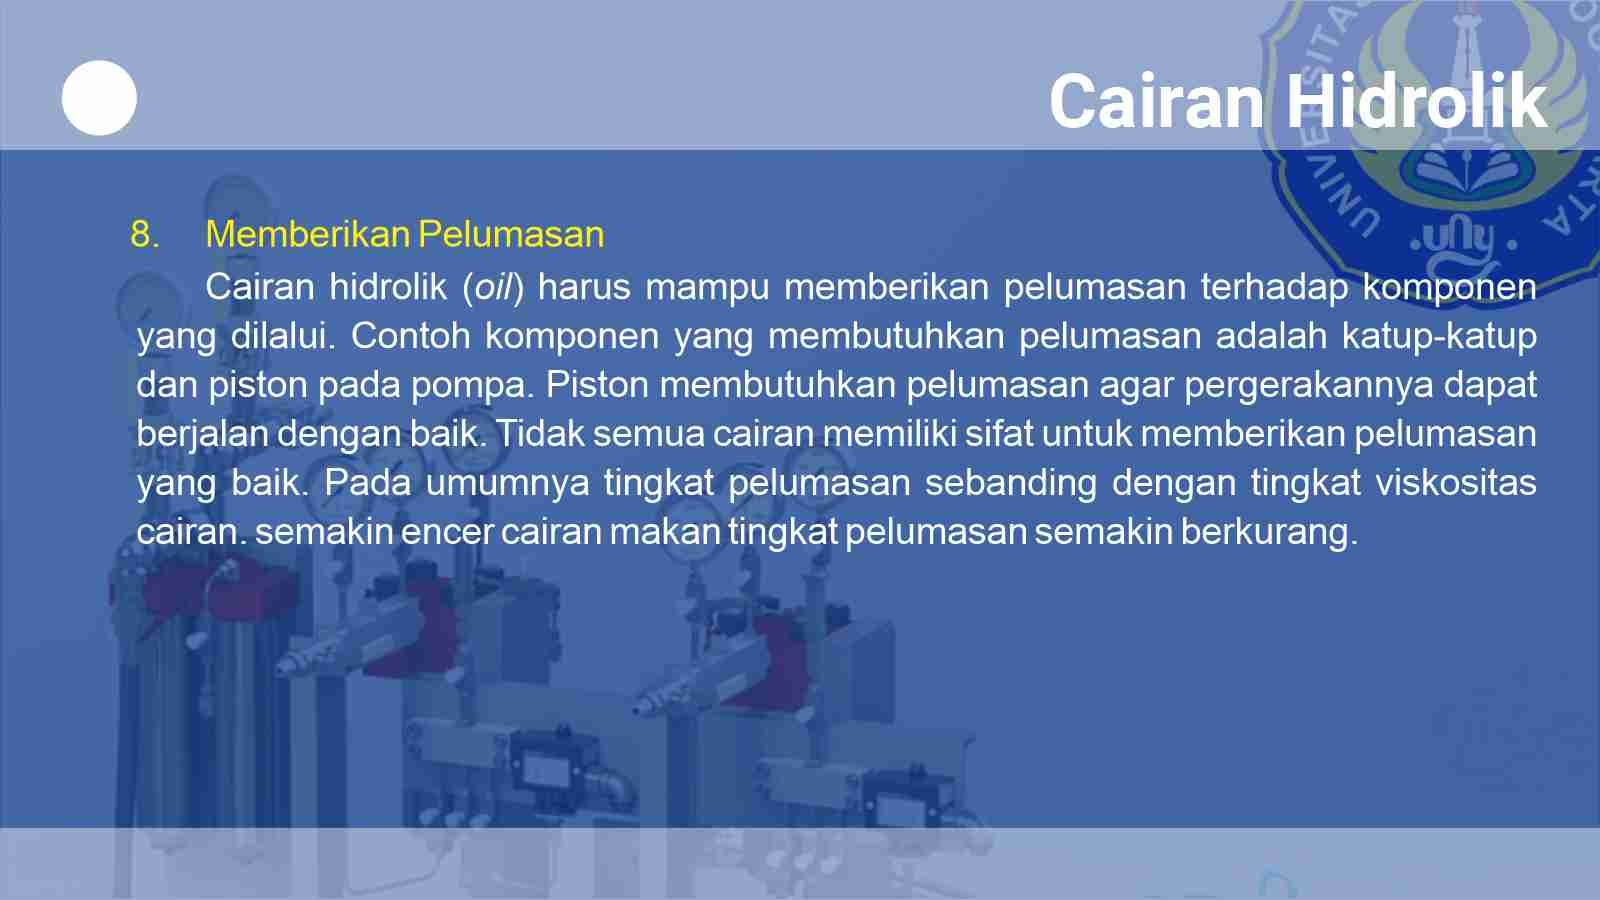 Cairan Hidrolik
8. Memberikan Pelumasan
Cairan hidrolik (oil) harus mampu memberikan pelumasan terhadap komponen
yang dilalui. Contoh komponen yang membutuhkan pelumasan adalah katup-katup
dan piston pada pompa. Piston membutuhkan pelumasan agar pergerakannya dapat
berjalan dengan baik. Tidak semua cairan memiliki sifat untuk memberikan pelumasan
yang baik. Pada umumnya tingkat pelumasan sebanding dengan tingkat viskositas
cairan. semakin encer cairan makan tingkat pelumasan semakin berkurang.
UNIVERSITAS
uny